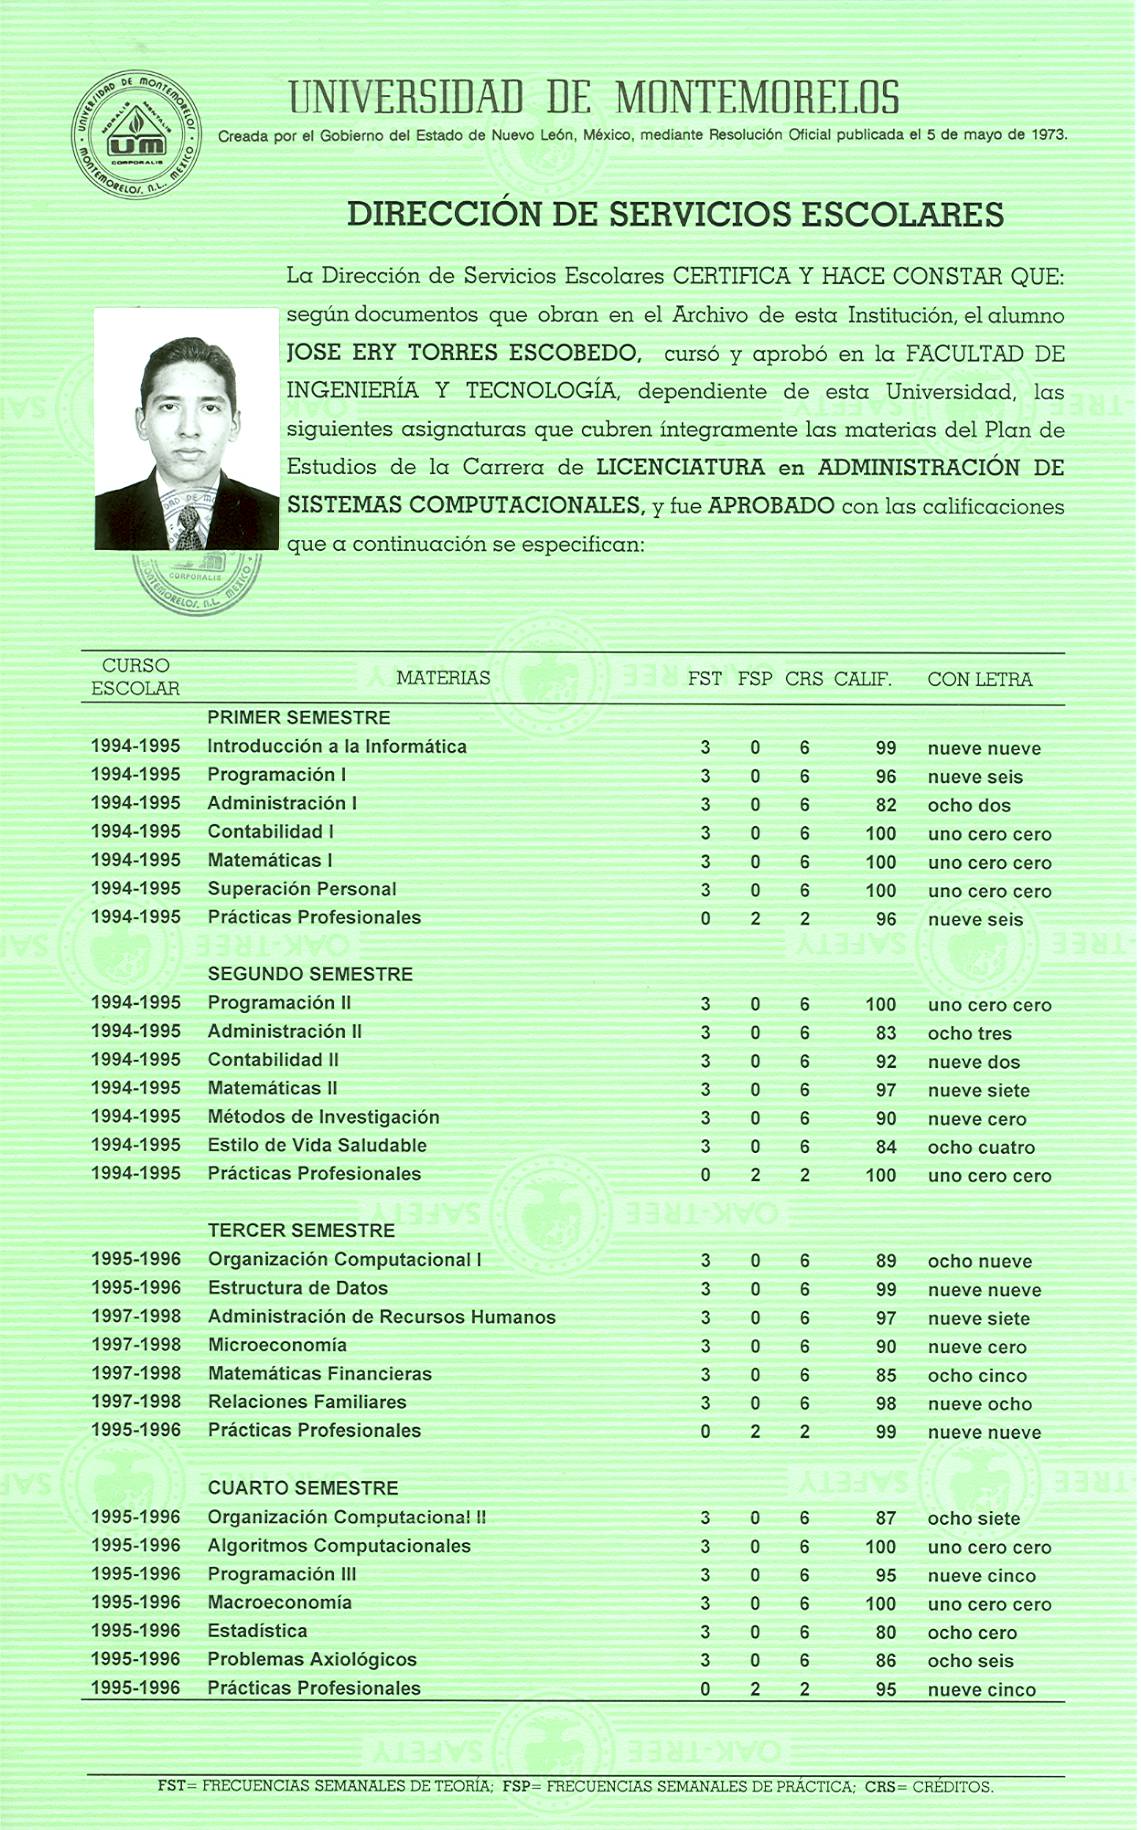 UNIVERSIDAD DE MONTEMORELOS
Creada por el Gobierno del Estado de Nuevo León, México, mediante Resolución Oficial publicada el 5 de mayo de 1973.
UNIVERSIDAD DE MONTEMORELOS
MORALIS MENTALIS
UM
CORPORALIS
MONTEMORELOS, N.L., MEXICO
DIRECCIÓN DE SERVICIOS ESCOLARES
La Dirección de Servicios Escolares CERTIFICA Y HACE CONSTAR QUE:
según documentos que obran en el Archivo de esta Institución, el alumno
JOSE ERY TORRES ESCOBEDO, cursó y aprobó en la FACULTAD DE
INGENIERÍA Y TECNOLOGÍA, dependiente de esta Universidad, las
siguientes asignaturas que cubren íntegramente las materias del Plan de
Estudios de la Carrera de LICENCIATURA en ADMINISTRACIÓN DE
SISTEMAS COMPUTACIONALES, y fue APROBADO con las calificaciones
que a continuación se especifican:
CORPORALIS
MONTEMORELOS, N.L. MEXICO
CURSO ESCOLAR MATERIAS FST FSP CRS CALIF. CON LETRA
PRIMER SEMESTRE
1994-1995 Introducción a la Informática 3 0 6 99 nueve nueve
1994-1995 Programación I 3 0 6 96 nueve seis
1994-1995 Administración I 3 0 6 82 ocho dos
1994-1995 Contabilidad I 3 0 6 100 uno cero cero
1994-1995 Matemáticas I 3 0 6 100 uno cero cero
1994-1995 Superación Personal 3 0 6 100 uno cero cero
1994-1995 Prácticas Profesionales 0 2 2 96 nueve seis
SEGUNDO SEMESTRE
1994-1995 Programación II 3 0 6 100 uno cero cero
1994-1995 Administración II 3 0 6 83 ocho tres
1994-1995 Contabilidad II 3 0 6 92 nueve dos
1994-1995 Matemáticas II 3 0 6 97 nueve siete
1994-1995 Métodos de Investigación 3 0 6 90 nueve cero
1994-1995 Estilo de Vida Saludable 3 0 6 84 ocho cuatro
1994-1995 Prácticas Profesionales 0 2 2 100 uno cero cero
TERCER SEMESTRE
1995-1996 Organización Computacional I 3 0 6 89 ocho nueve
1995-1996 Estructura de Datos 3 0 6 99 nueve nueve
1997-1998 Administración de Recursos Humanos 3 0 6 97 nueve siete
1997-1998 Microeconomía 3 0 6 90 nueve cero
1997-1998 Matemáticas Financieras 3 0 6 85 ocho cinco
1997-1998 Relaciones Familiares 3 0 6 98 nueve ocho
1995-1996 Prácticas Profesionales 0 2 2 99 nueve nueve
CUARTO SEMESTRE
1995-1996 Organización Computacional II 3 0 6 87 ocho siete
1995-1996 Algoritmos Computacionales 3 0 6 100 uno cero cero
1995-1996 Programación III 3 0 6 95 nueve cinco
1995-1996 Macroeconomía 3 0 6 100 uno cero cero
1995-1996 Estadística 3 0 6 80 ocho cero
1995-1996 Problemas Axiológicos 3 0 6 86 ocho seis
1995-1996 Prácticas Profesionales 0 2 2 95 nueve cinco
OAK-TREE SAFETY
FST= FRECUENCIAS SEMANALES DE TEORÍA; FSP= FRECUENCIAS SEMANALES DE PRÁCTICA; CRS= CRÉDITOS.